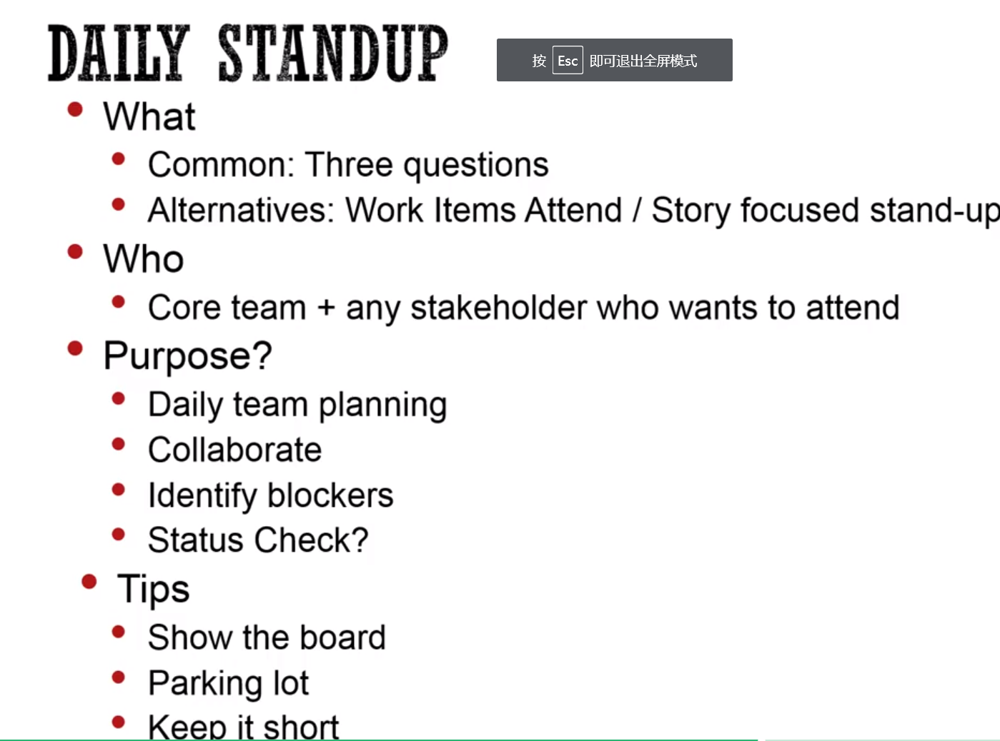 DAILY STANDUP
按 Esc 即可退出全屏模式
What
Common: Three questions
Alternatives: Work Items Attend / Story focused stand-up
Who
Core team + any stakeholder who wants to attend
Purpose?
Daily team planning
Collaborate
Identify blockers
Status Check?
Tips
Show the board
Parking lot
Keep it short